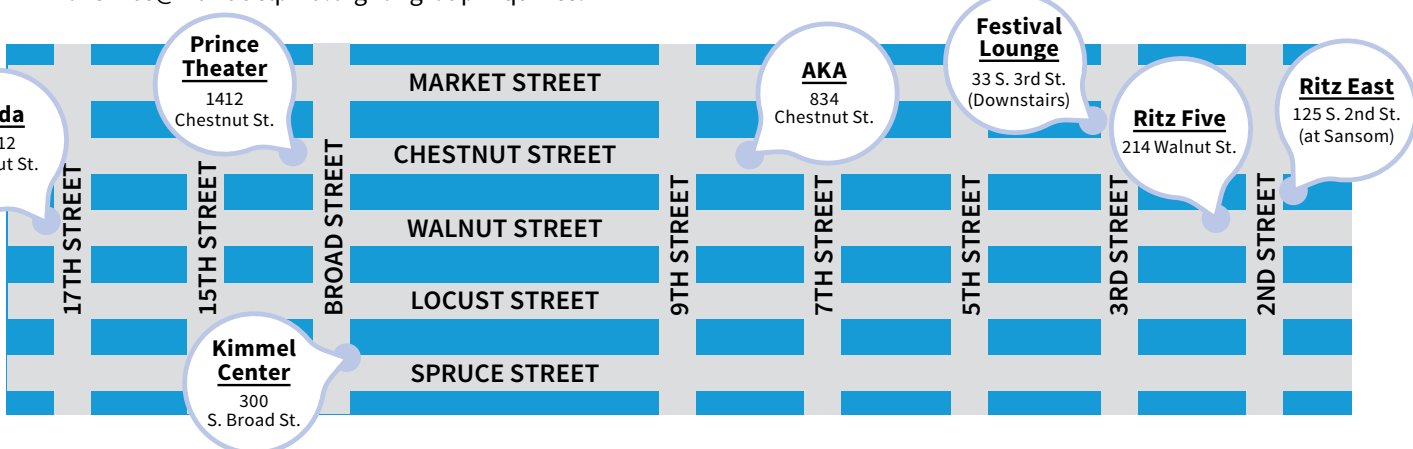 Prince
Theater
1412
Chestnut St.
MARKET STREET
AKA
834
Chestnut St.
Festival
Lounge
33 S. 3rd St.
(Downstairs)
Ritz Five
214 Walnut St.
Ritz East
125 S. 2nd St.
(at Sansom)
CHESTNUT STREET
17TH STREET
15TH STREET
BROAD STREET
WALNUT STREET
9TH STREET
7TH STREET
5TH STREET
3RD STREET
2ND STREET
LOCUST STREET
Kimmel
Center
300
S. Broad St.
SPRUCE STREET